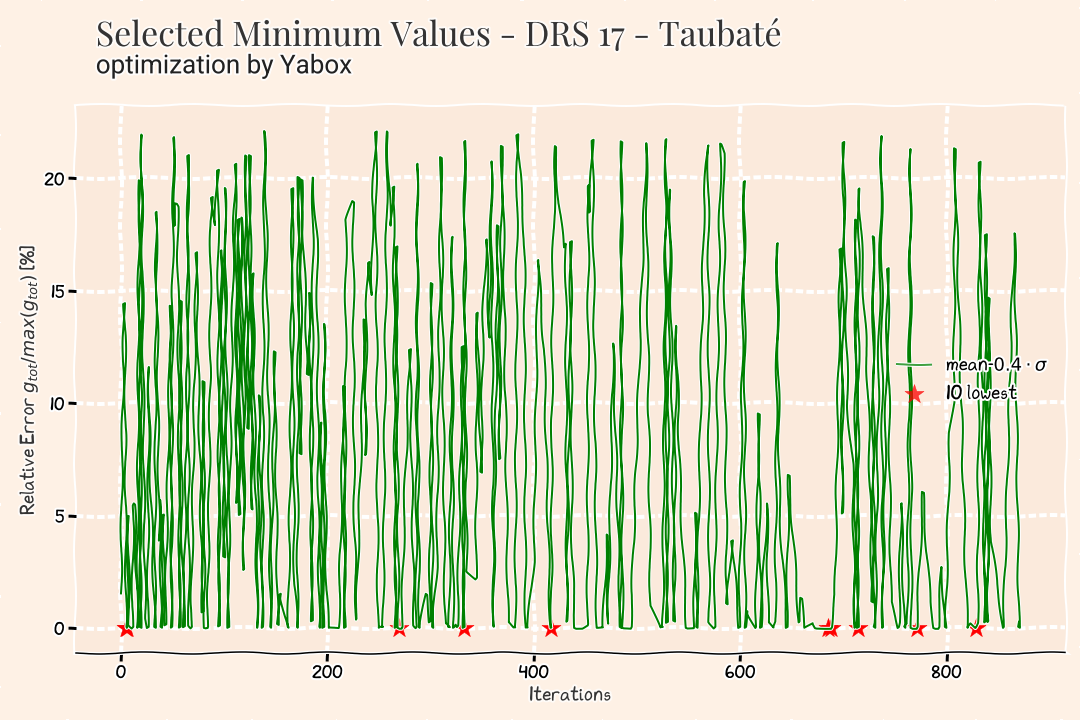 Selected Minimum Values - DRS 17 - Taubaté
optimization by Yabox
Relative Error g_tot/max(g_tot) [%]
20
15
10
5
0
mean-0.4 · σ
10 lowest
0 200 400 600 800
Iterations